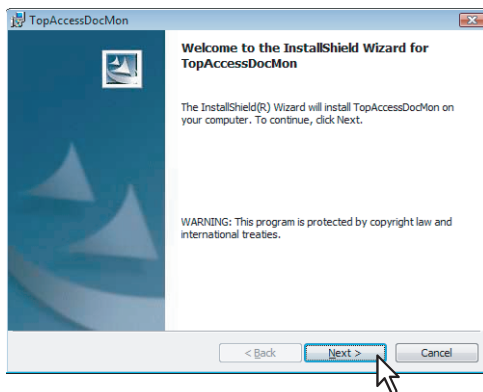 TopAccessDocMon
Welcome to the InstallShield Wizard for
TopAccessDocMon
The InstallShield(R) Wizard will install TopAccessDocMon on
your computer. To continue, click Next.
WARNING: This program is protected by copyright law and
international treaties.
< Back Next > Cancel